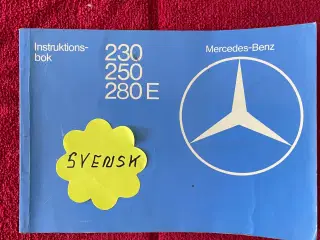 Instruktions-
bok
230
250
280 E
Mercedes-Benz
SVENSK